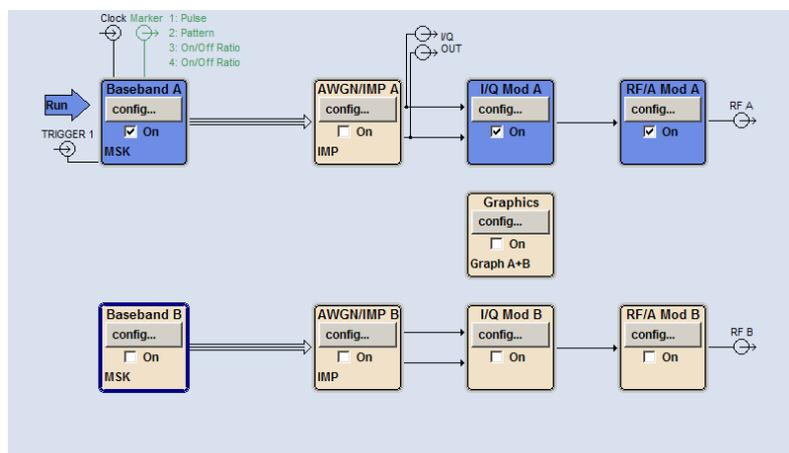 Clock Marker 1: Pulse
2: Pattern
3: On/Off Ratio
4: On/Off Ratio
I/Q
OUT
Run
TRIGGER 1
Baseband A
config...
On
MSK
AWGN/IMP A
config...
On
IMP
I/Q Mod A
config...
On
RF/A Mod A
config...
On
RF A
Graphics
config...
On
Graph A+B
Baseband B
config...
On
MSK
AWGN/IMP B
config...
On
IMP
I/Q Mod B
config...
On
RF/A Mod B
config...
On
RF B